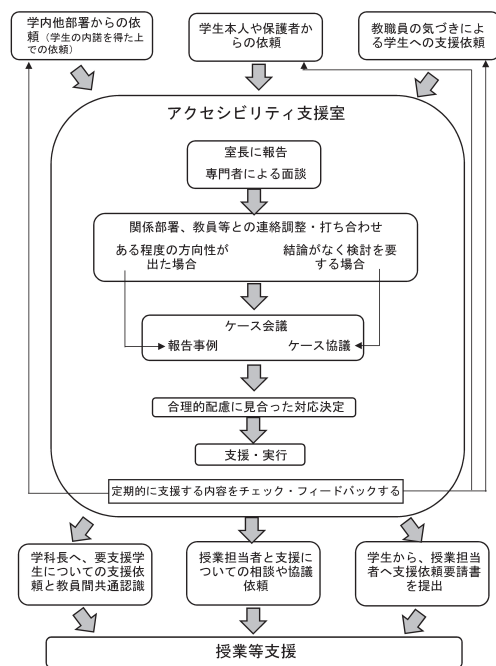 学内他部署からの依
頼（学生の内諾を得た上
での依頼）
学生本人や保護者か
らの依頼
教職員の気づきによ
る学生への支援依頼
アクセシビリティ支援室
室長に報告
専門者による面談
関係部署、教員等との連絡調整・打ち合わせ
ある程度の方向性が
出た場合
結論がなく検討を要
する場合
ケース会議
報告事例
ケース協議
合理的配慮に見合った対応決定
支援・実行
定期的に支援する内容をチェック・フィードバックする
学科長へ、要支援学
生についての支援依
頼と教員間共通認識
授業担当者と支援に
ついての相談や協議
依頼
学生から、授業担当
者へ支援依頼要請書
を提出
授業等支援